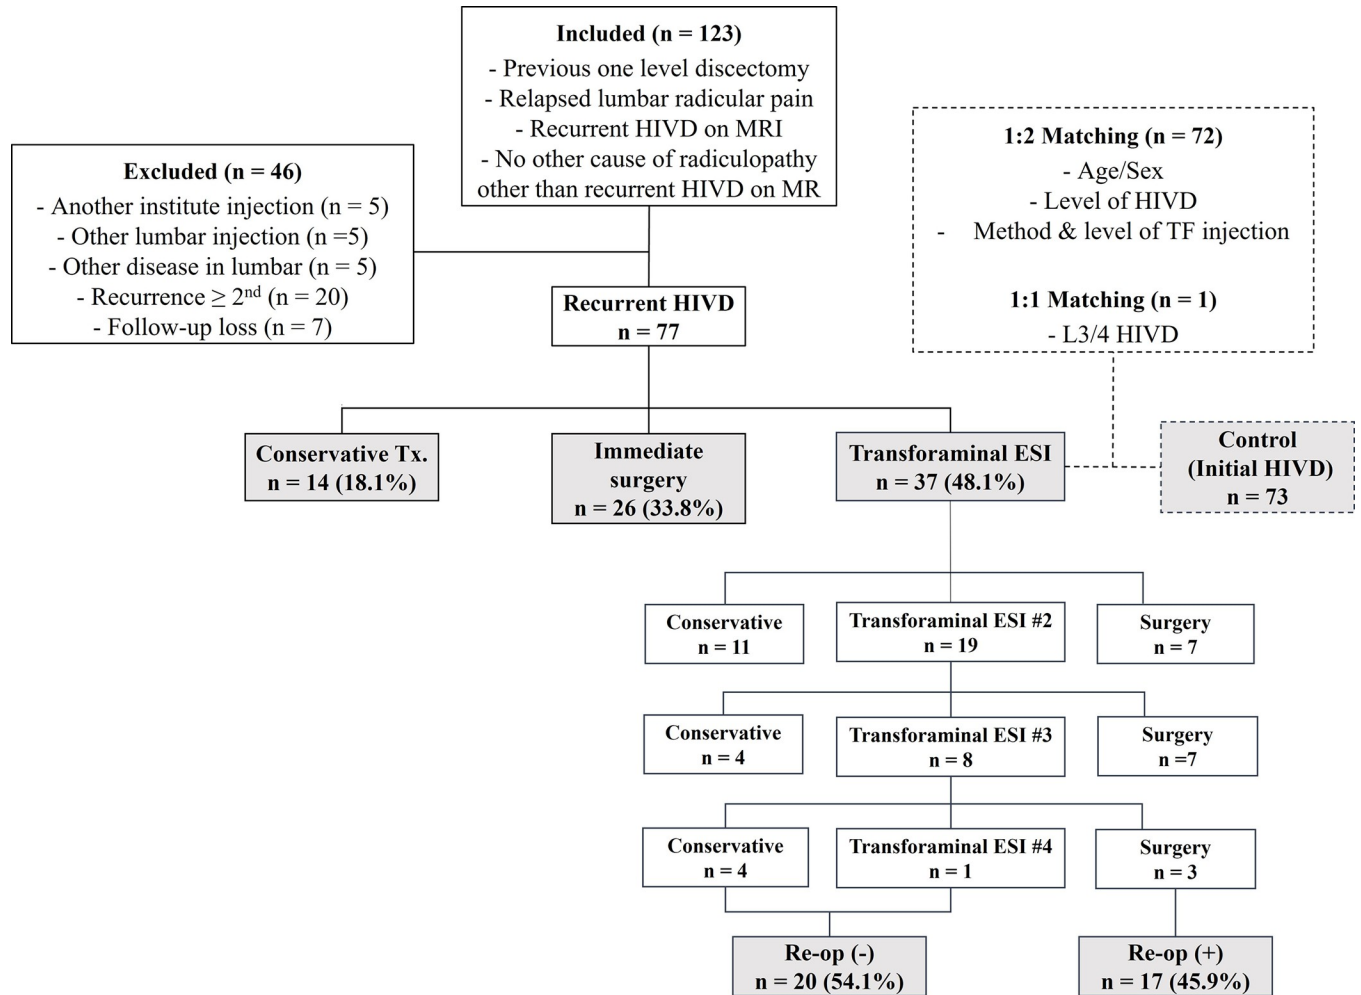 Included (n = 123)
- Previous one level discectomy
- Relapsed lumbar radicular pain
- Recurrent HIVD on MRI
- No other cause of radiculopathy
other than recurrent HIVD on MR
Excluded (n = 46)
- Another institute injection (n = 5)
- Other lumbar injection (n =5)
- Other disease in lumbar (n = 5)
- Recurrence ≥ 2nd (n = 20)
- Follow-up loss (n = 7)
1:2 Matching (n = 72)
- Age/Sex
- Level of HIVD
- Method & level of TF injection
1:1 Matching (n = 1)
- L3/4 HIVD
Recurrent HIVD
n = 77
Conservative Tx.
n = 14 (18.1%)
Immediate
surgery
n = 26 (33.8%)
Transforaminal ESI
n = 37 (48.1%)
Control
(Initial HIVD)
n = 73
Conservative
n = 11
Transforaminal ESI #2
n = 19
Surgery
n = 7
Conservative
n = 4
Transforaminal ESI #3
n = 8
Surgery
n =7
Conservative
n = 4
Transforaminal ESI #4
n = 1
Surgery
n = 3
Re-op (-)
n = 20 (54.1%)
Re-op (+)
n = 17 (45.9%)